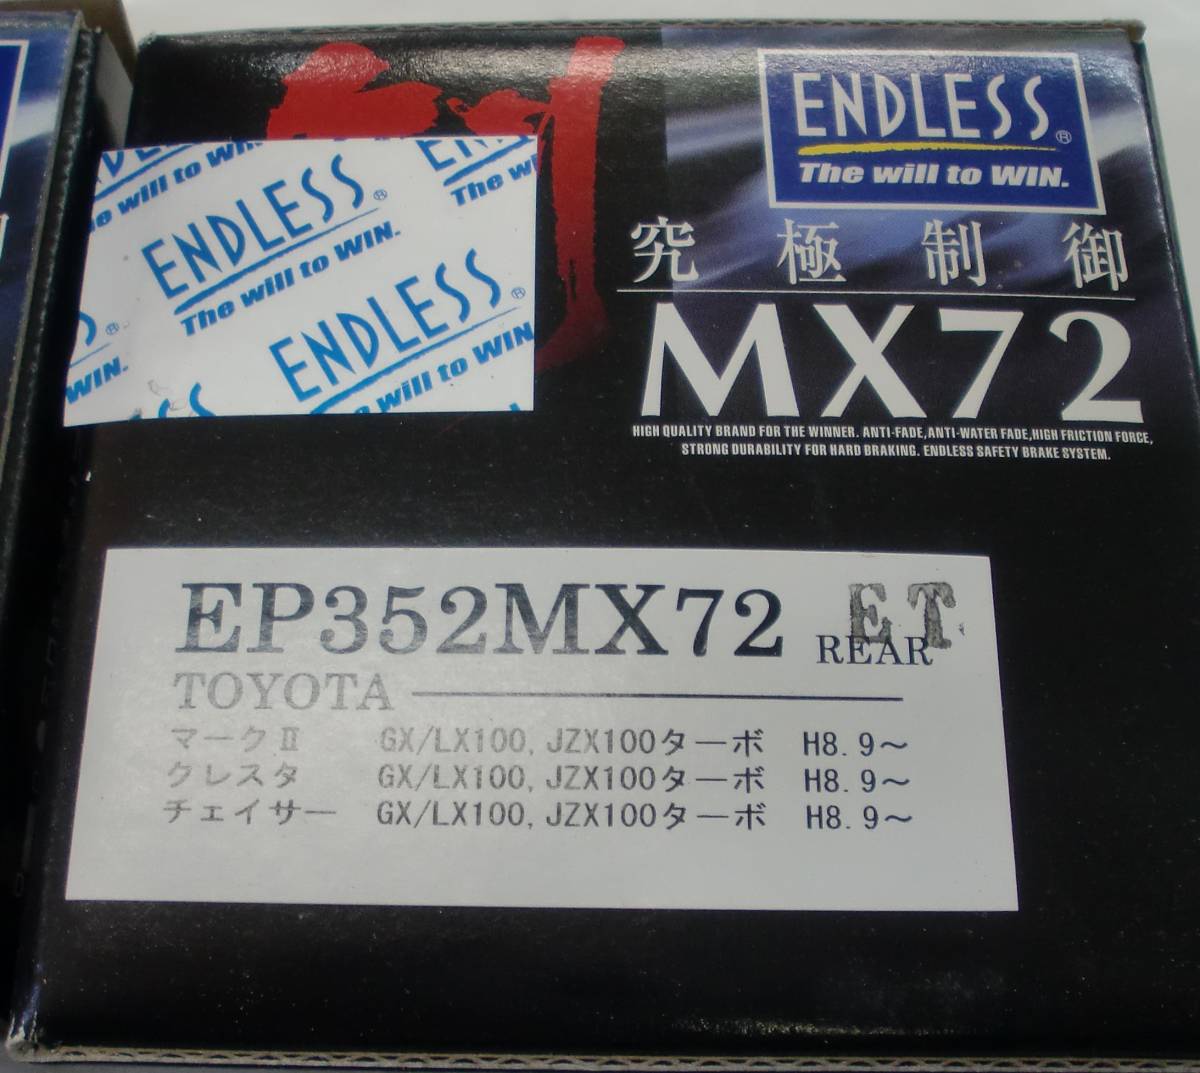 ENDLESS®
The will to WIN.
究極制御
MX72
HIGH QUALITY BRAND FOR THE WINNER. ANTI-FADE,ANTI-WATER FADE,HIGH FRICTION FORCE,
STRONG DURABILITY FOR HARD BRAKING. ENDLESS SAFETY BRAKE SYSTEM.
The will to
ENDLESS®
The will to WIN.
ENDLESS®
The will to WIN
WIN.
will to WIN
EP352MX72 REAR ET
TOYOTA
マークⅡ GX/LX100, JZX100ターボ H8. 9～
クレスタ GX/LX100, JZX100ターボ H8. 9～
チェイサー GX/LX100, JZX100ターボ H8. 9～